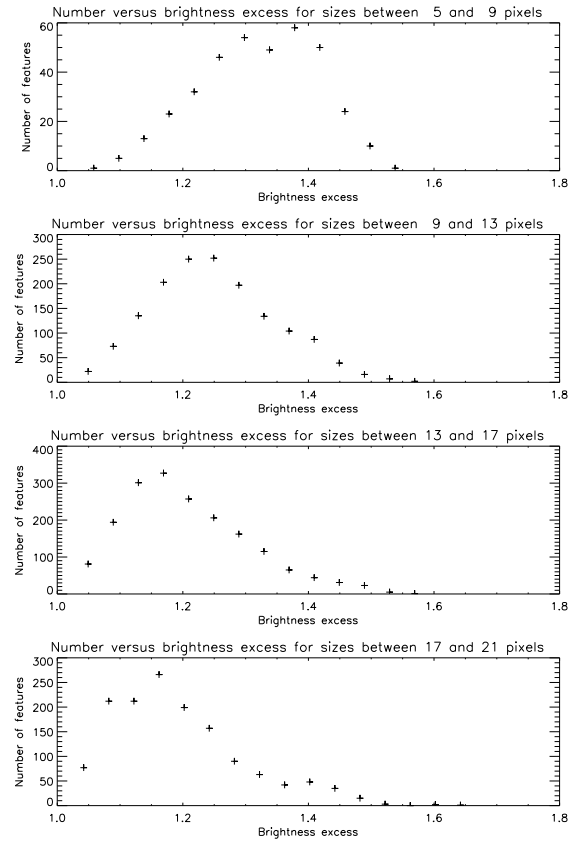 Number versus brightness excess for sizes between 5 and 9 pixels
60
40
20
0
Number of features
1.0 1.2 1.4 1.6 1.8
Brightness excess
Number versus brightness excess for sizes between 9 and 13 pixels
300
250
200
150
100
50
0
Number of features
1.0 1.2 1.4 1.6 1.8
Brightness excess
Number versus brightness excess for sizes between 13 and 17 pixels
400
300
200
100
0
Number of features
1.0 1.2 1.4 1.6 1.8
Brightness excess
Number versus brightness excess for sizes between 17 and 21 pixels
300
250
200
150
100
50
0
Number of features
1.0 1.2 1.4 1.6 1.8
Brightness excess